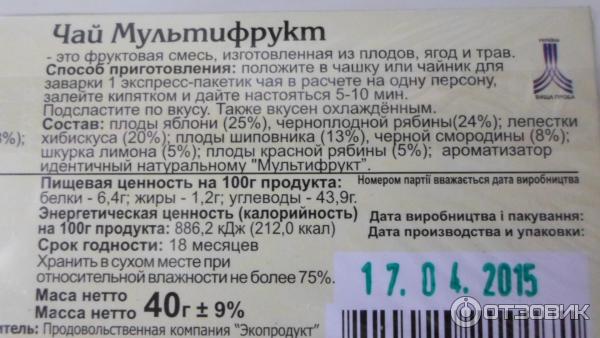 Чай Мультифрукт
- это фруктовая смесь, изготовленная из плодов, ягод и трав.
Способ приготовления: положите в чашку или чайник для
заварки 1 экспресс-пакетик чая в расчете на одну персону,
залейте кипятком и дайте настояться 5-10 мин.
Подсластите по вкусу. Также вкусен охлаждённым.
УКРАЇНА
ВИЩА ПРОБА
Состав: плоды яблони (25%), черноплодной рябины(24%); лепестки
8%); хибискуса (20%); плоды шиповника (13%), черной смородины (8%);
шкурка лимона (5%); плоды красной рябины (5%); ароматизатор
идентичный натуральному "Мультифрукт".
Пищевая ценность на 100г продукта:
белки - 6,4г; жиры - 1,2г; углеводы - 43,9г.
Энергетическая ценность (калорийность)
на 100г продукта: 886,2 кДж (212,0 ккал)
Срок годности: 18 месяцев
Хранить в сухом месте при
относительной влажности не более 75%.
Маса нетто
Масса нетто 40г ± 9%
итель: Продовольственная компания "Экопродукт"
Номером партії вважається дата виробництва
Дата виробництва і пакування:
Дата производства и упаковки:
17. 04. 2015
ОТЗОВИК